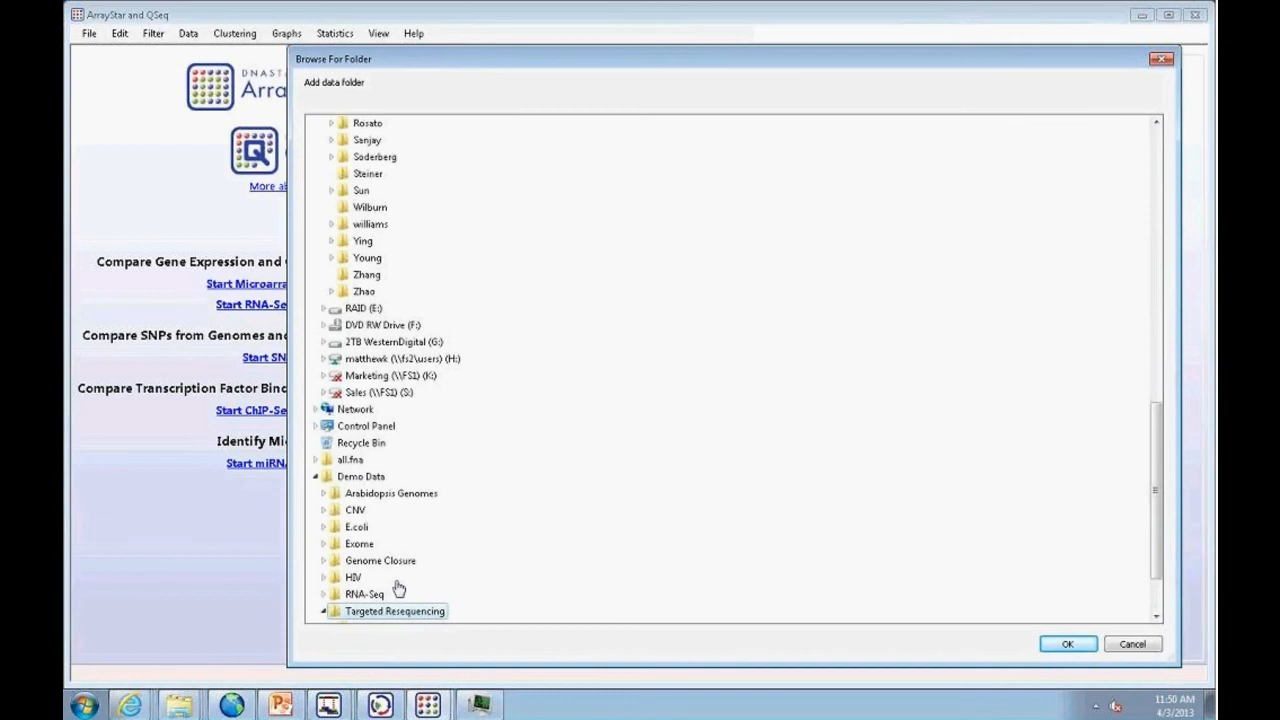 ArrayStar and QSeq
File Edit Filter Data Clustering Graphs Statistics View Help
Browse For Folder
Add data folder
DNAST
Arra
More a
Compare Gene Expression and
Start Microarr
Start RNA-Se
Compare SNPs from Genomes and
Start SN
Compare Transcription Factor Bind
Start ChIP-Se
Identify Mi
Start miRN
Rosato
Sanjay
Soderberg
Steiner
Sun
Wilburn
williams
Ying
Young
Zhang
Zhao
RAID (E:)
DVD RW Drive (F:)
2TB WesternDigital (G:)
matthewk (\\fs2\users) (H:)
Marketing (\\FS1) (K:)
Sales (\\FS1) (S:)
Network
Control Panel
Recycle Bin
all.fna
Demo Data
Arabidopsis Genomes
CNV
E.coli
Exome
Genome Closure
HIV
RNA-Seq
Targeted Resequencing
OK Cancel
11:50 AM
4/3/2013